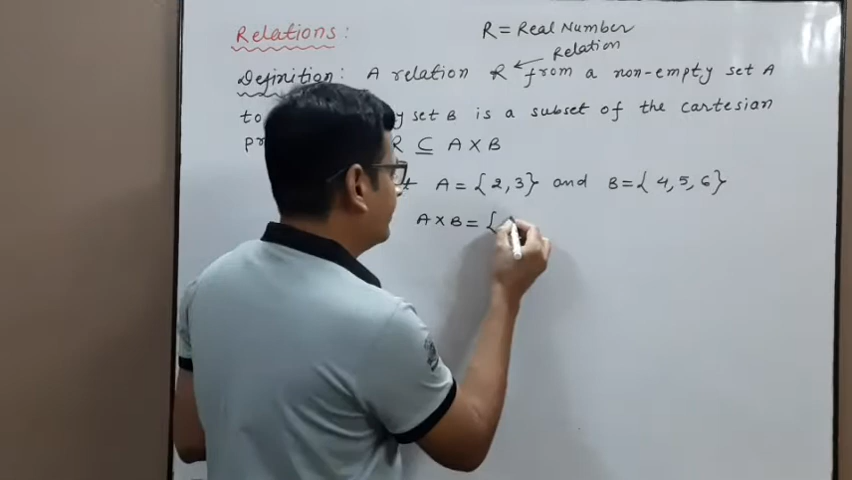 Relations : R = Real Number
Relation
Definition : A relation R from a non-empty set A
to y set B is a subset of the cartesian
R ⊆ A × B
A = {2, 3} and B = { 4, 5, 6}
A × B = {